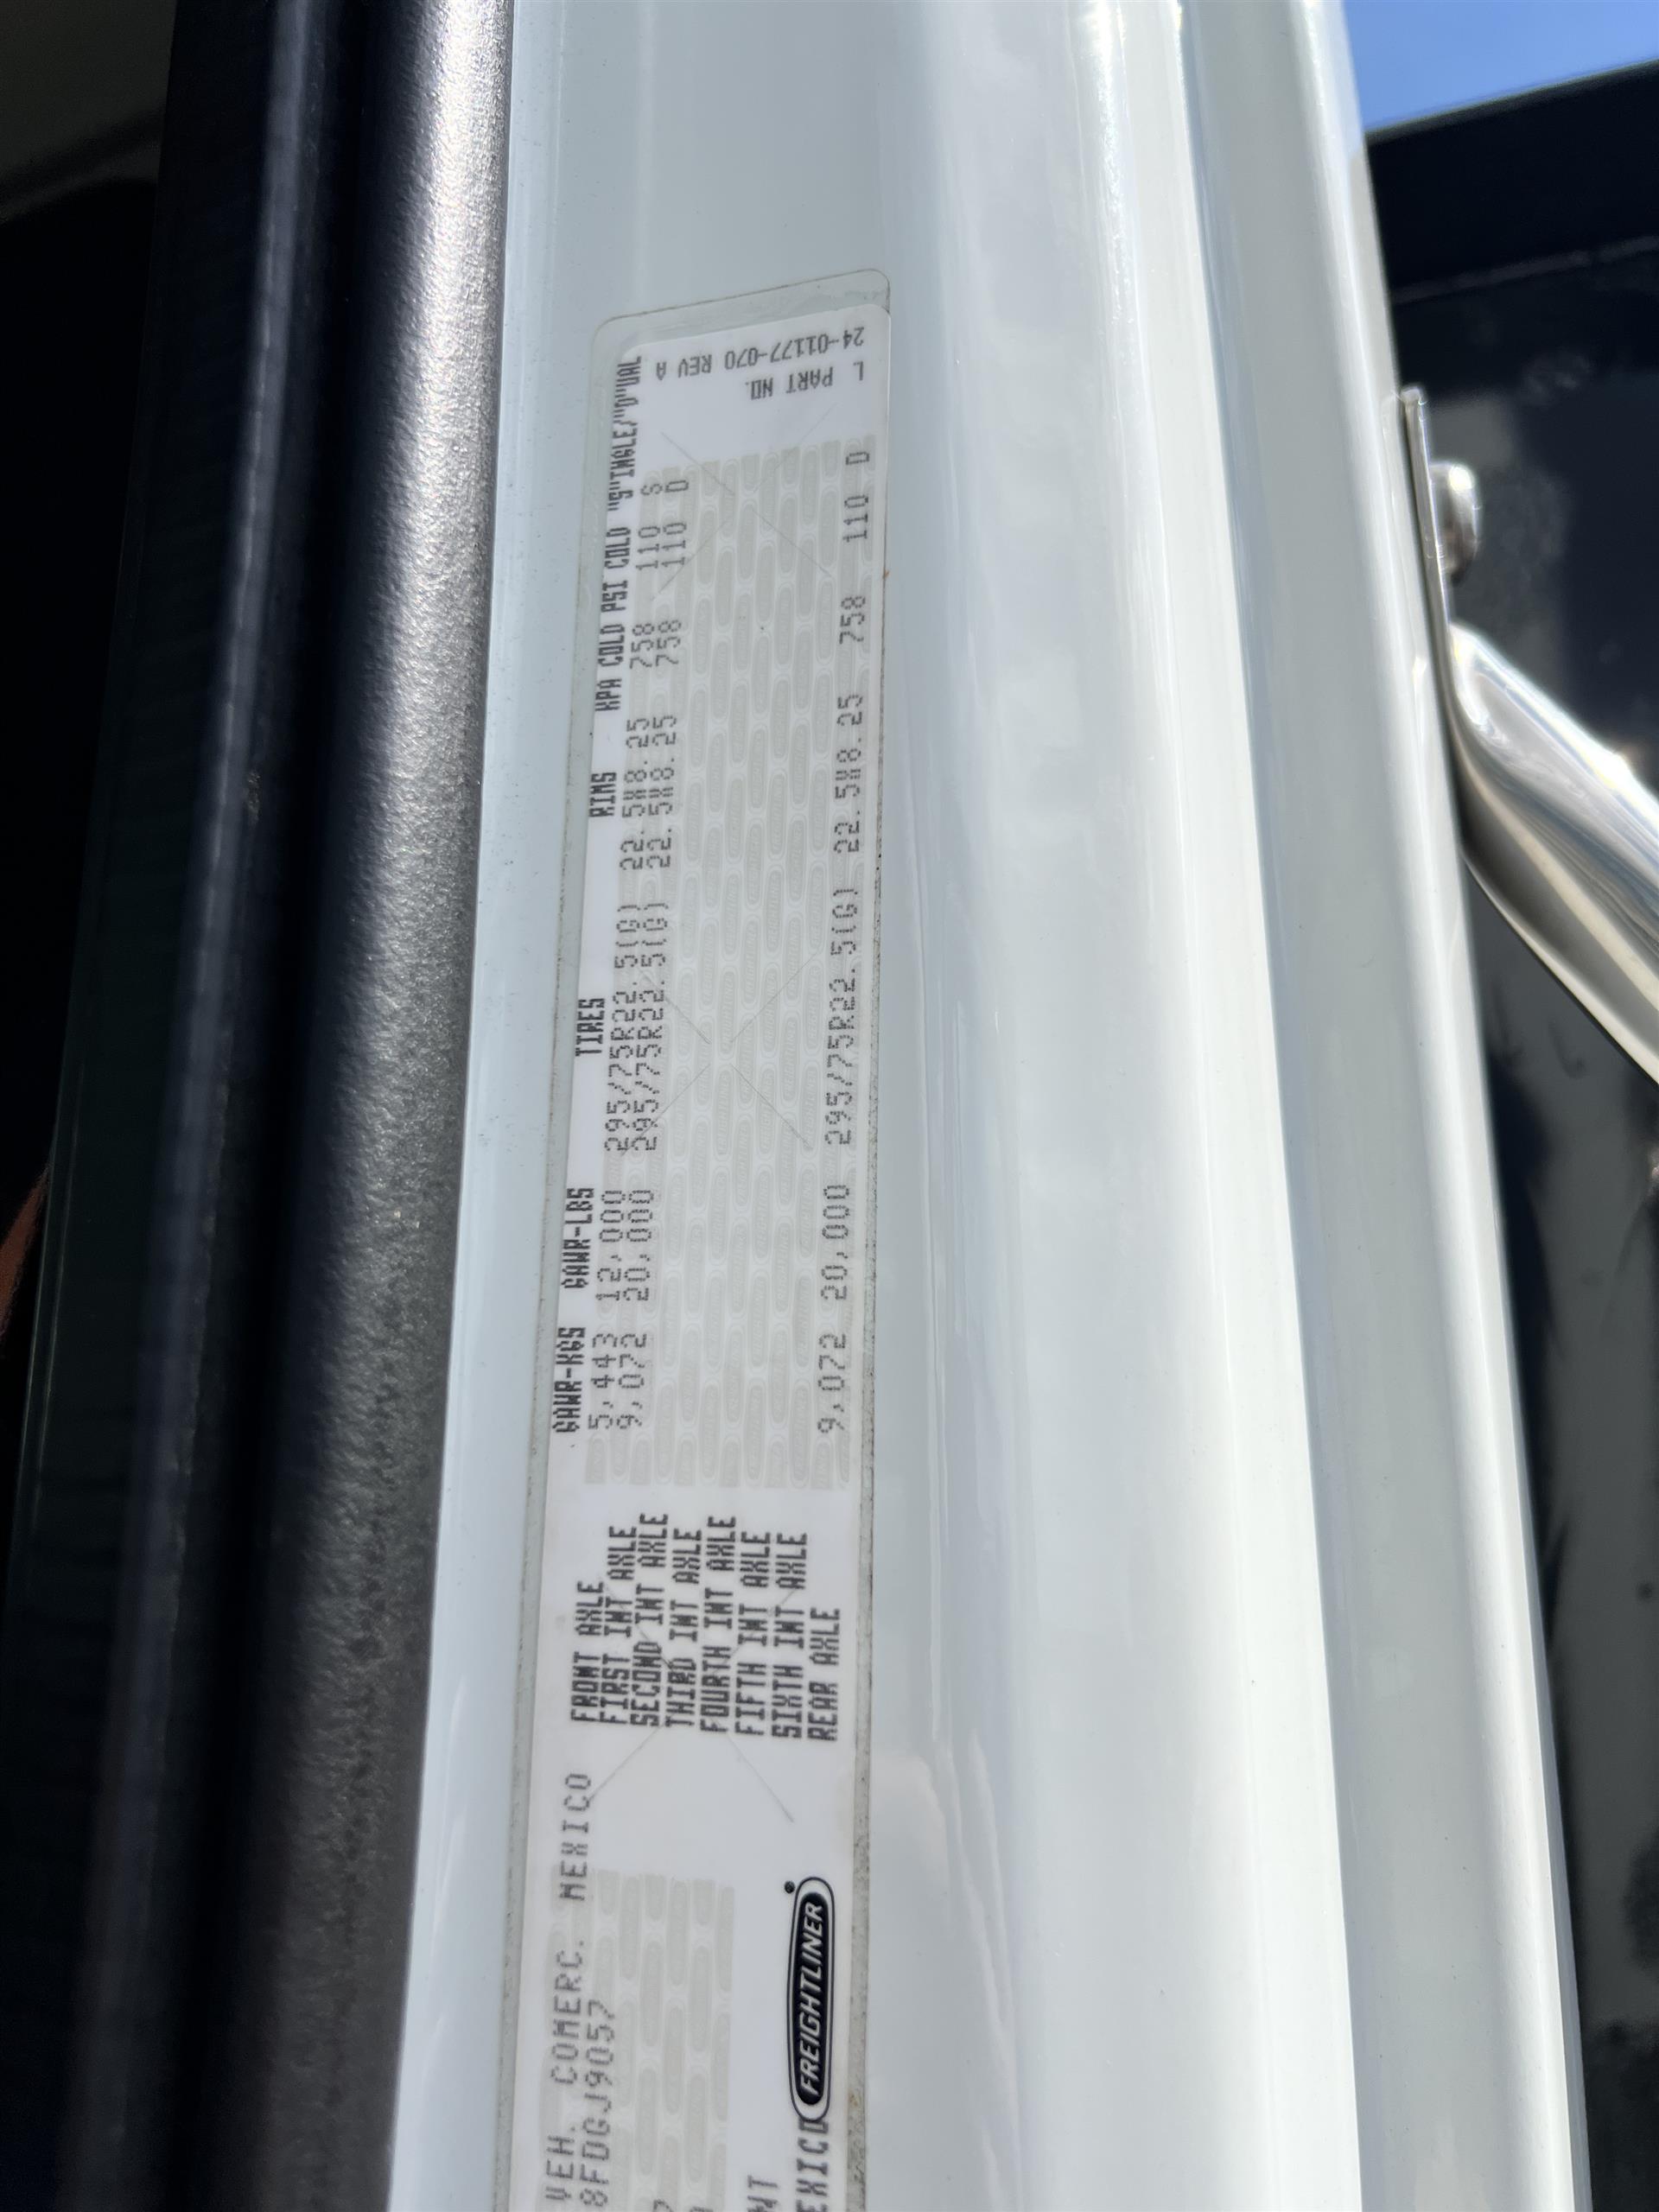 VEH. COMERC. MEXICO
8FDGJ9057
EXICO
FREIGHTLINER
GAWR-KGS GAWR-LBS TIRES RIMS KPA COLD PSI COLD "S"INGLE/"D"UAL
FRONT AXLE 5,443 12,000 295/75R22.5(G) 22.5X8.25 758 110 S
FIRST INT AXLE 9,072 20,000 295/75R22.5(G) 22.5X8.25 758 110 D
SECOND INT AXLE
THIRD INT AXLE
FOURTH INT AXLE
FIFTH INT AXLE
SIXTH INT AXLE
REAR AXLE 9,072 20,000 295/75R22.5(G) 22.5X8.25 758 110 D
L PART NO.
24-01177-070 REV A